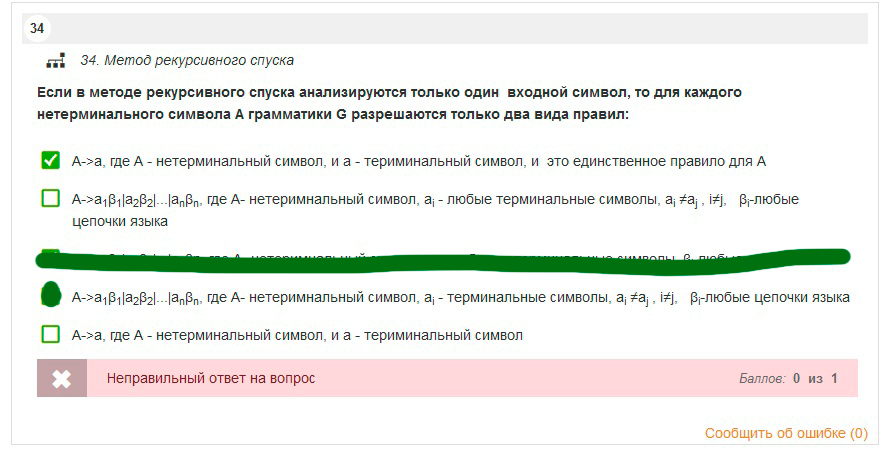 34
34. Метод рекурсивного спуска
Если в методе рекурсивного спуска анализируются только один входной символ, то для каждого
нетерминального символа A грамматики G разрешаются только два вида правил:
A->a, где A - нетерминальный символ, и a - териминальный символ, и это единственное правило для A
A->a₁β₁|a₂β₂|...|aₙβₙ, где A- нетеримнальный символ, aᵢ - любые терминальные символы, aᵢ ≠aⱼ , i≠j, βᵢ-любые
цепочки языка
A->a₁β₁|a₂β₂|...|aₙβₙ, где A- нетеримнальный символ, aᵢ - терминальные символы, aᵢ ≠aⱼ , i≠j, βᵢ-любые цепочки языка
A->a, где A - нетерминальный символ, и a - териминальный символ
Неправильный ответ на вопрос
Баллов: 0 из 1
Сообщить об ошибке (0)